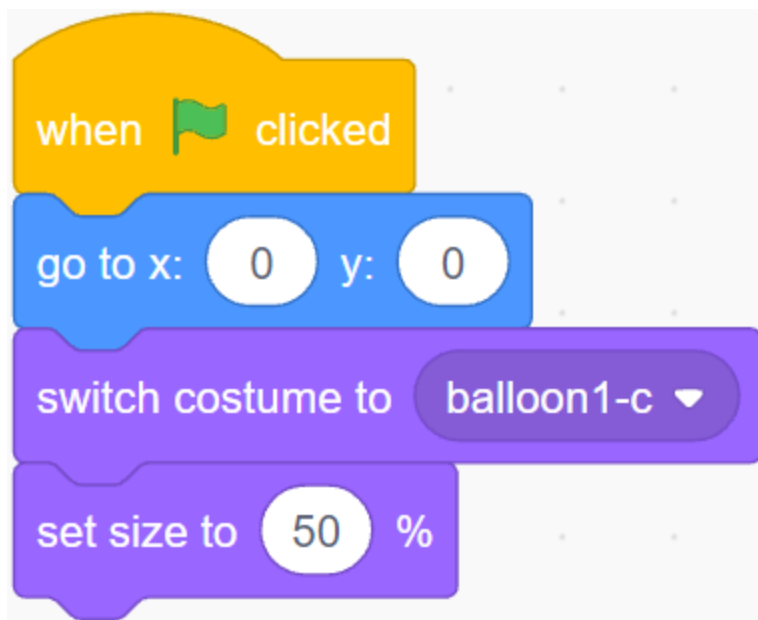 when clicked
go to x: 0 y: 0
switch costume to balloon1-c
set size to 50 %